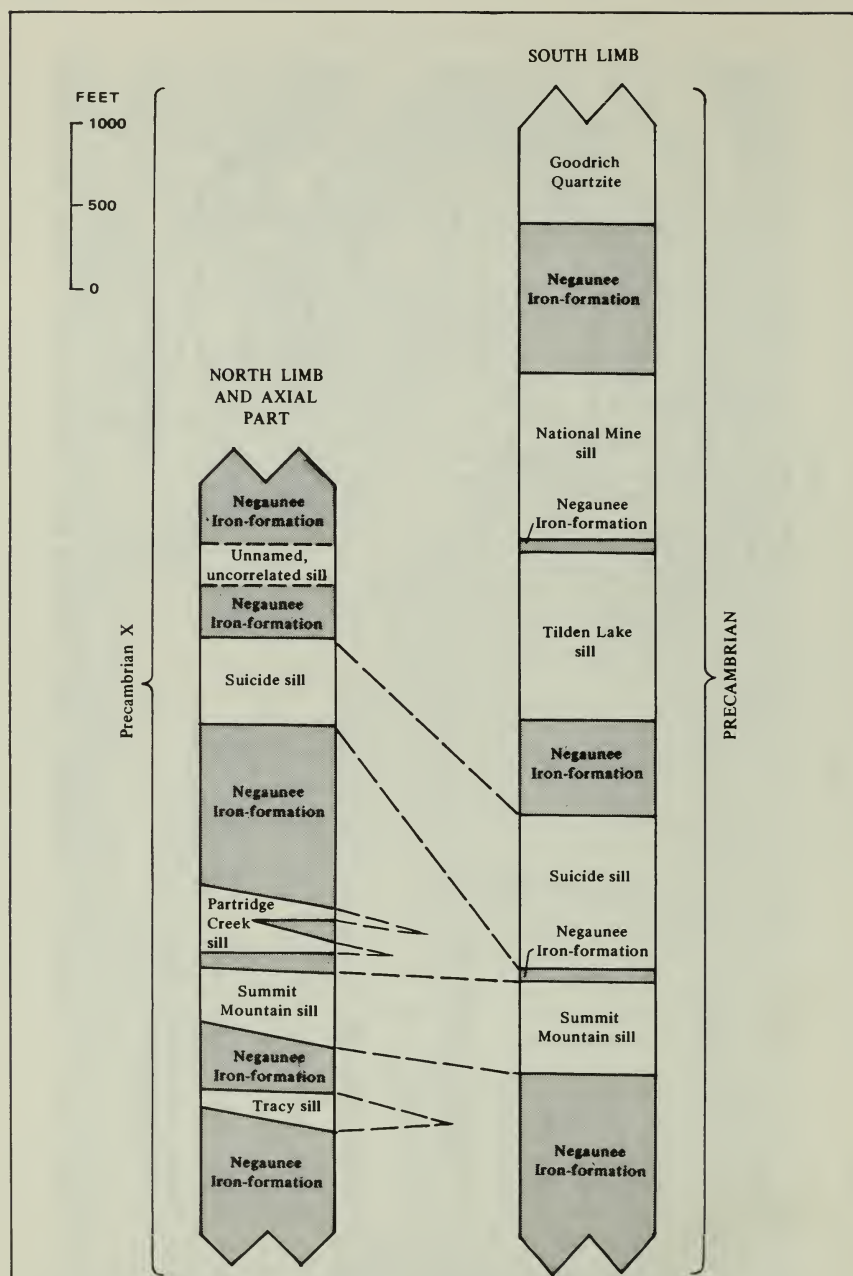 SOUTH LIMB
FEET
1000
500
0
Goodrich
Quartzite
Negaunee
Iron-formation
National Mine
sill
Negaunee
Iron-formation
Tilden Lake
sill
Negaunee
Iron-formation
Suicide sill
Negaunee
Iron-formation
Summit
Mountain sill
Negaunee
Iron-formation
PRECAMBRIAN
NORTH LIMB
AND AXIAL
PART
Negaunee
Iron-formation
Unnamed,
uncorrelated sill
Negaunee
Iron-formation
Suicide sill
Negaunee
Iron-formation
Partridge
Creek
sill
Summit
Mountain sill
Negaunee
Iron-formation
Tracy sill
Negaunee
Iron-formation
Precambrian X